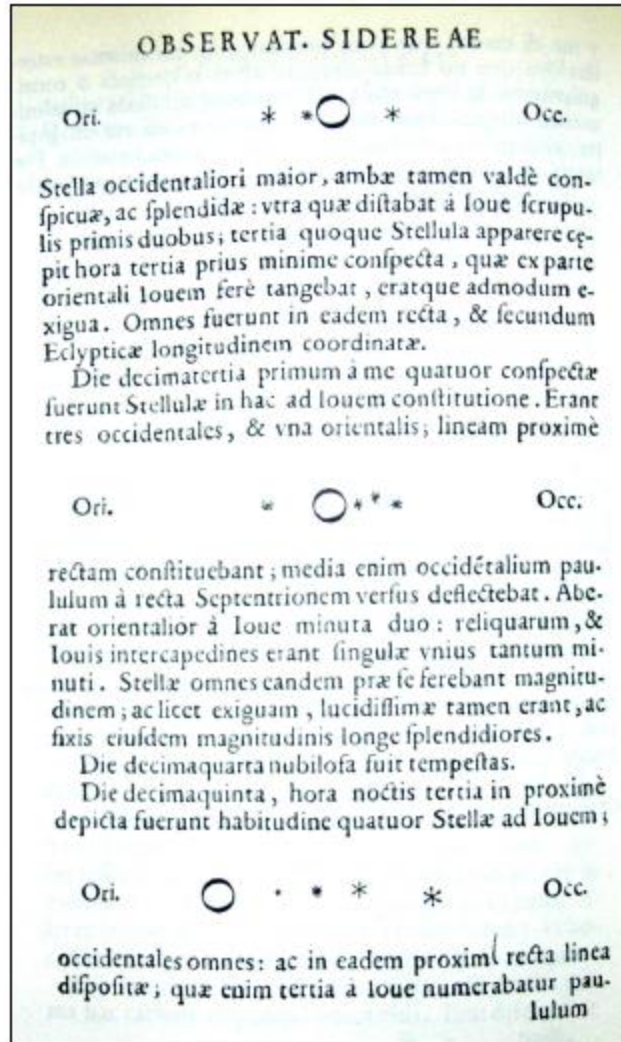 OBSERVAT. SIDEREAE
Ori. * *O * Occ.
Stella occidentaliori maior, ambæ tamen valdè con-
ſpicuæ, ac ſplendidæ: vtra quæ diſtabat à Ioue ſcrupu-
lis primis duobus; tertia quoque Stellula apparere cę-
pit hora tertia prius minime conſpecta, quæ ex parte
orientali Iouem ferè tangebat, eratque admodum e-
xigua. Omnes fuerunt in eadem recta, & ſecundum
Eclypticæ longitudinem coordinatæ.
Die decimatertia primum à me quatuor conſpectæ
fuerunt Stellulæ in hac ad Iouem conſtitutione. Erant
tres occidentales, & vna orientalis; lineam proximè
Ori. * O * * * Occ.
rectam conſtituebant; media enim occidétalium pau-
lulum à recta Septentrionem verſus deflectebat. Abe-
rat orientalior à Ioue minuta duo: reliquarum, &
Iouis intercapedines erant ſingulæ vnius tantum mi-
nuti. Stellæ omnes eandem præ ſe ferebant magnitu-
dinem; ac licet exiguam, lucidiſſimæ tamen erant, ac
fixis eiuſdem magnitudinis longe ſplendidiores.
Die decimaquarta nubiloſa fuit tempeſtas.
Die decimaquinta, hora noctis tertia in proximè
depicta fuerunt habitudine quatuor Stellæ ad Iouem;
Ori. O * * * * Occ.
occidentales omnes: ac in eadem proximĺ recta linea
diſpoſitæ; quæ enim tertia à Ioue numerabatur pau-
lulum